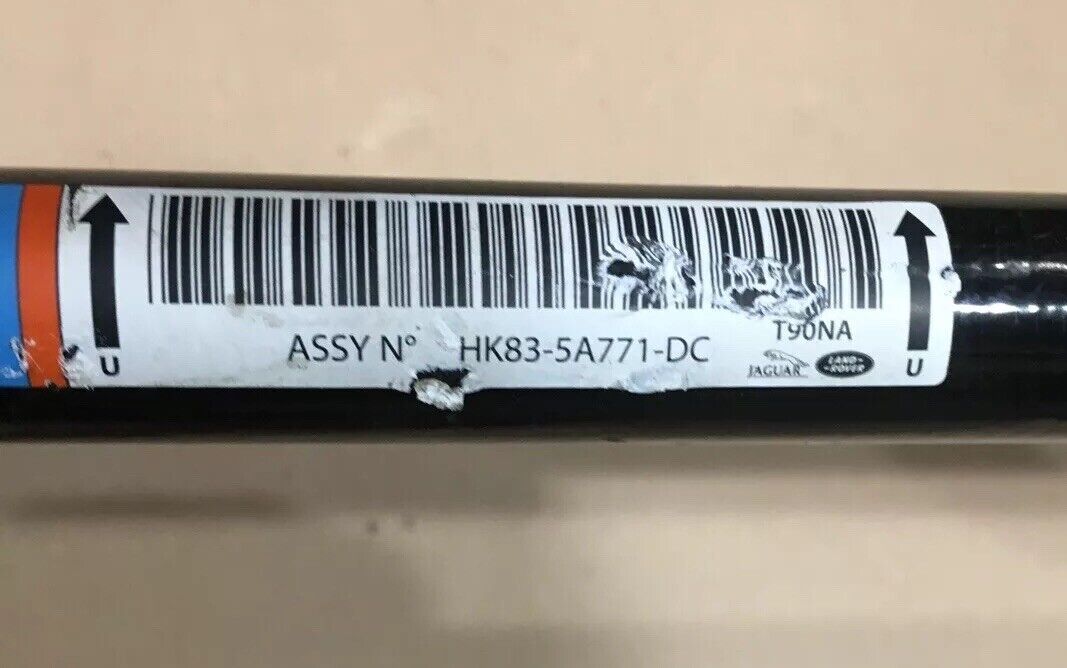 ASSY N° HK83-5A771-DC
T90NA
JAGUAR
LAND-
ROVER
U
U